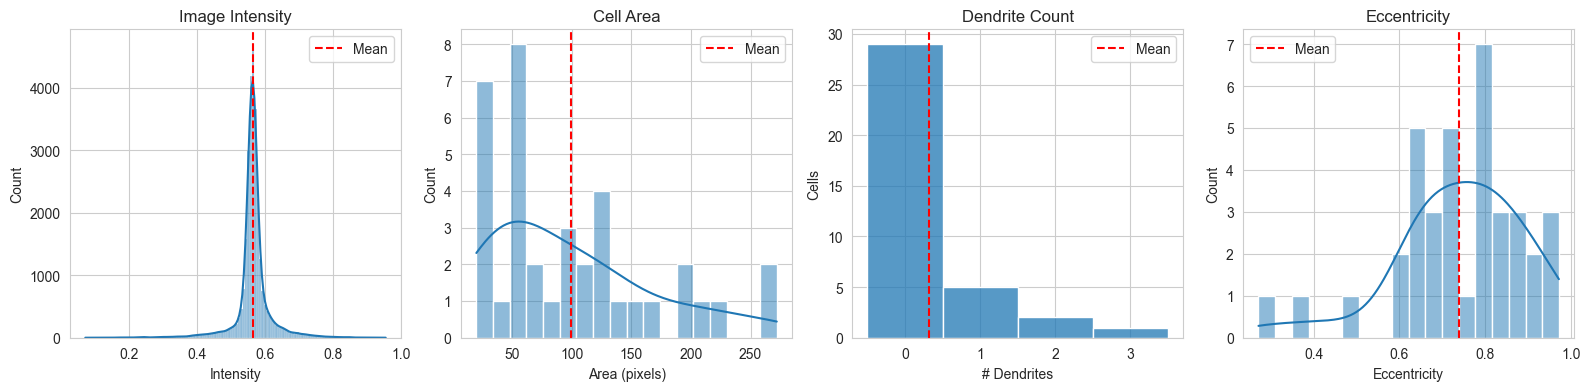 Image Intensity
Mean
Count
4000
3000
2000
1000
0
0.2 0.4 0.6 0.8 1.0
Intensity
Cell Area
Mean
Count
8
7
6
5
4
3
2
1
0
50 100 150 200 250
Area (pixels)
Dendrite Count
Mean
Cells
30
25
20
15
10
5
0
0 1 2 3
# Dendrites
Eccentricity
Mean
Count
7
6
5
4
3
2
1
0
0.4 0.6 0.8 1.0
Eccentricity